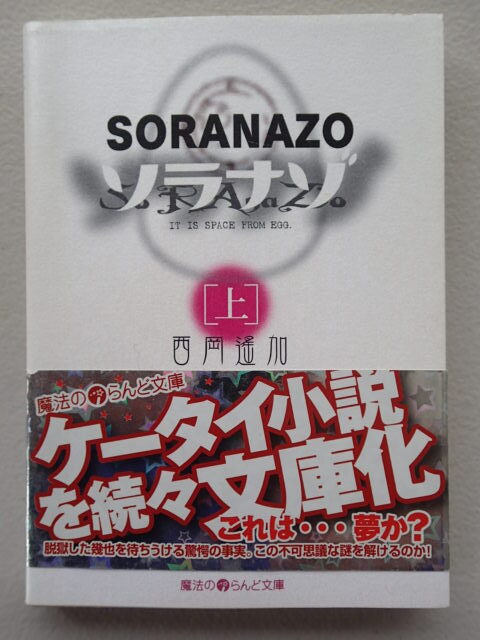 SORANAZO
ソラナゾ
SoRAnaZo
IT IS SPACE FROM EGG.
[上]
西岡遙加
魔法のiらんど文庫
ケータイ小説
を続々文庫化
これは・・・夢か?
脱獄した幾也を待ちうける驚愕の事実。この不可思議な謎を解けるのか!
魔法のiらんど文庫